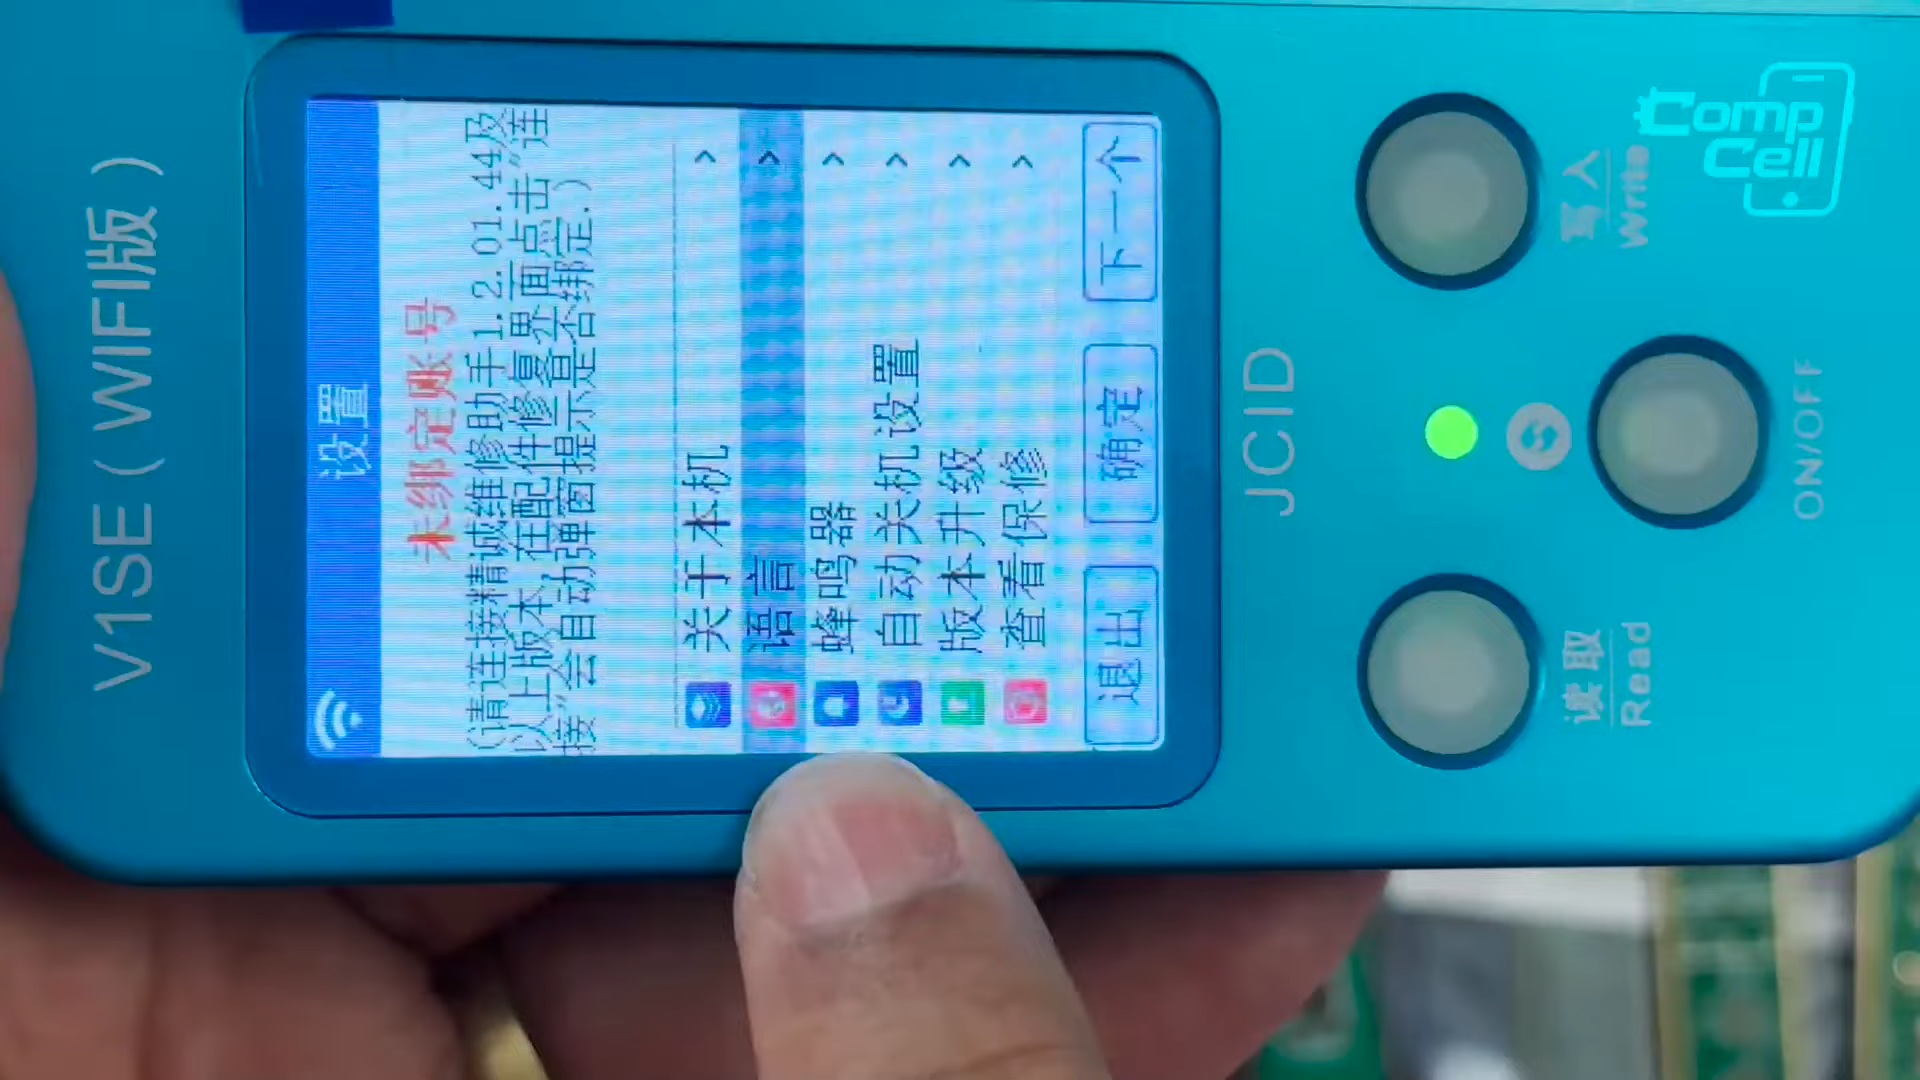 V1SE ( WIFI版 )
设置
未绑定账号
(请连接精诚维修助手1.2.01.44及
以上版本，在配件修复界面点击“连
接”会自动弹窗提示是否绑定.)
关于本机 >
语言 >
蜂鸣器 >
自动关机设置 >
版本升级 >
查看保修 >
退出 确定 下一个
JCID
读取
Read
ON/OFF
写入
Write
Comp
Cell